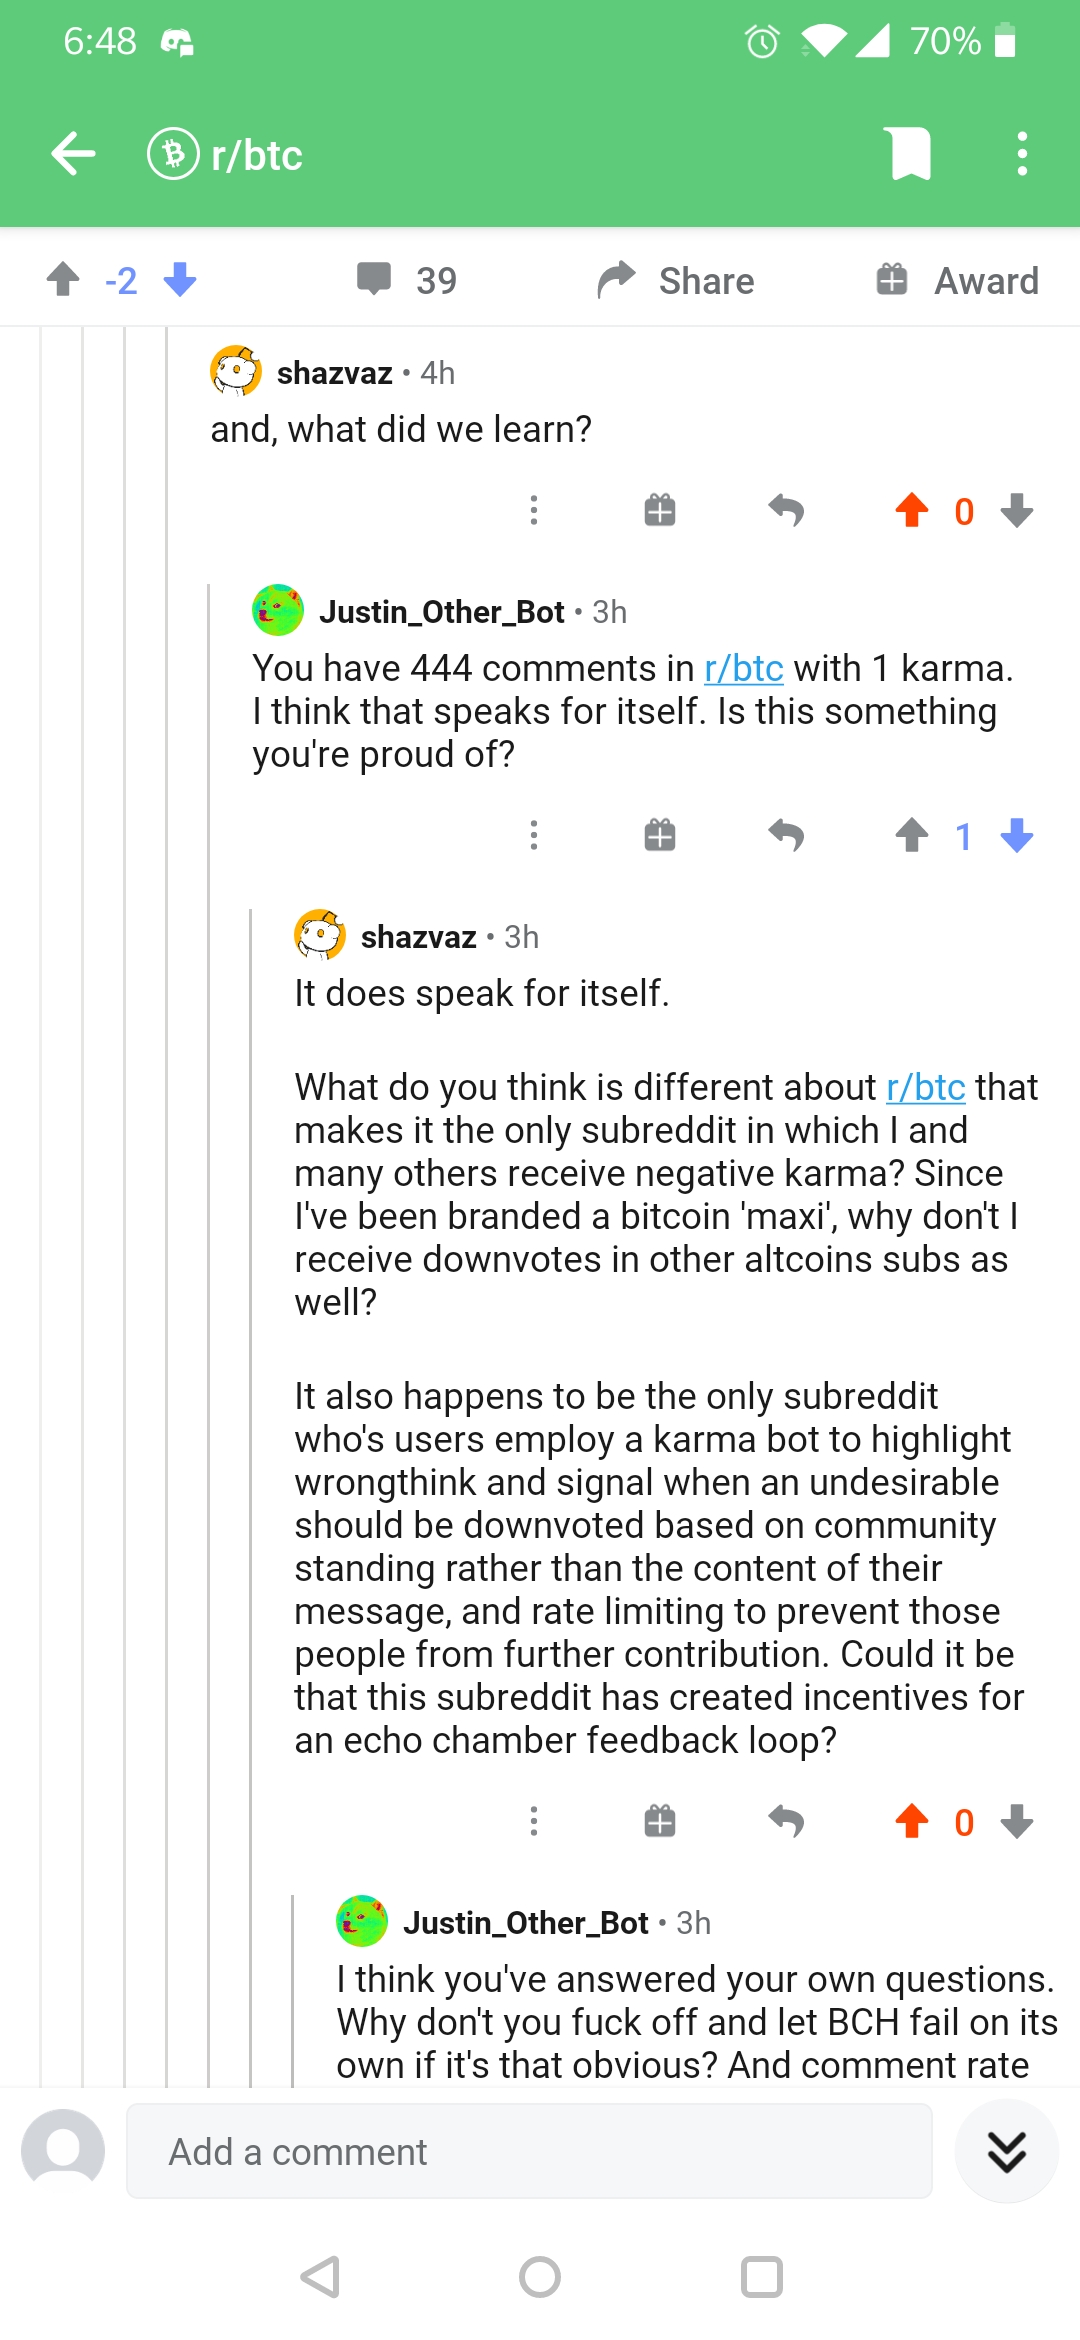 6:48
70%
r/btc
-2
39
Share
Award
shazvaz • 4h
and, what did we learn?
0
Justin_Other_Bot • 3h
You have 444 comments in r/btc with 1 karma.
I think that speaks for itself. Is this something
you're proud of?
1
shazvaz • 3h
It does speak for itself.
What do you think is different about r/btc that
makes it the only subreddit in which I and
many others receive negative karma? Since
I've been branded a bitcoin 'maxi', why don't I
receive downvotes in other altcoins subs as
well?
It also happens to be the only subreddit
who's users employ a karma bot to highlight
wrongthink and signal when an undesirable
should be downvoted based on community
standing rather than the content of their
message, and rate limiting to prevent those
people from further contribution. Could it be
that this subreddit has created incentives for
an echo chamber feedback loop?
0
Justin_Other_Bot • 3h
I think you've answered your own questions.
Why don't you fuck off and let BCH fail on its
own if it's that obvious? And comment rate
Add a comment